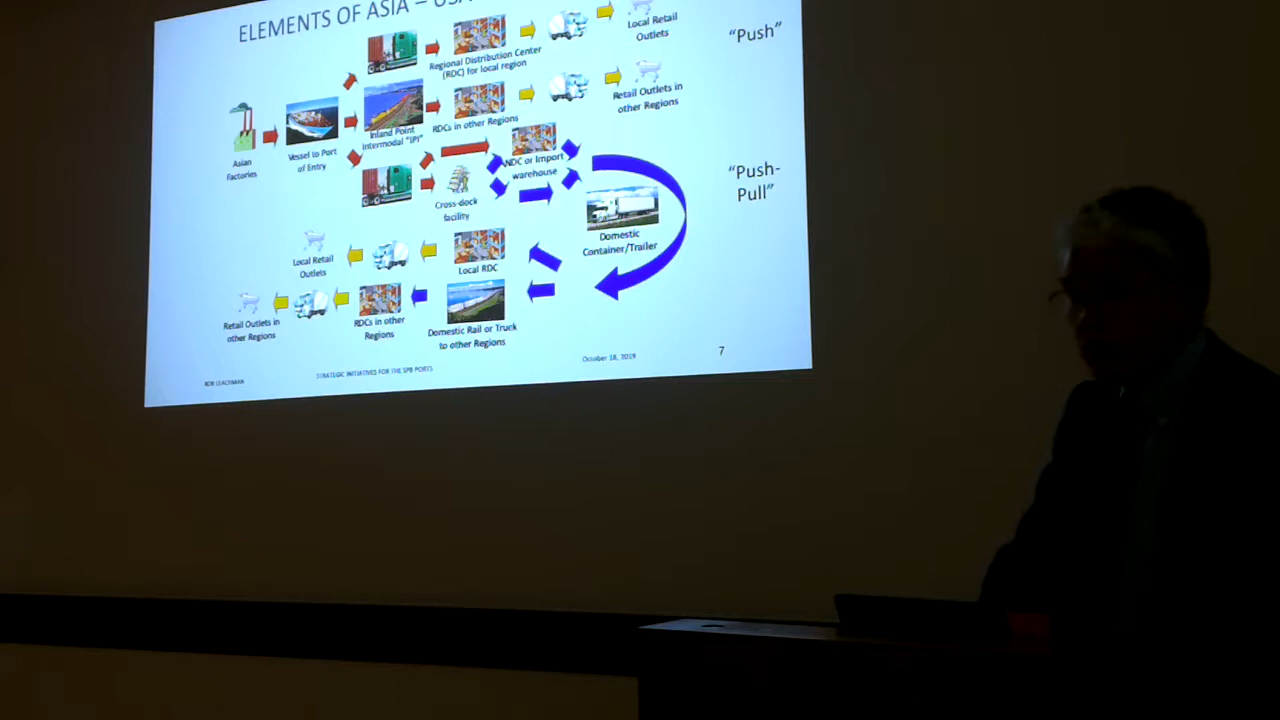 ELEMENTS OF ASIA – USA
Local Retail
Outlets
"Push"
Regional Distribution Center
(RDC) for local region
Retail Outlets in
other Regions
Inland Point
Intermodal "IPI"
RDCs in other Regions
Asian
Factories
Vessel to Port
of Entry
NDC or Import
warehouse
"Push-
Pull"
Cross-dock
facility
Domestic
Container/Trailer
Local Retail
Outlets
Local RDC
Retail Outlets in
other Regions
RDCs in other
Regions
Domestic Rail or Truck
to other Regions
ROB LEACHMAN
STRATEGIC INITIATIVES FOR THE SPB PORTS
October 18, 2019
7